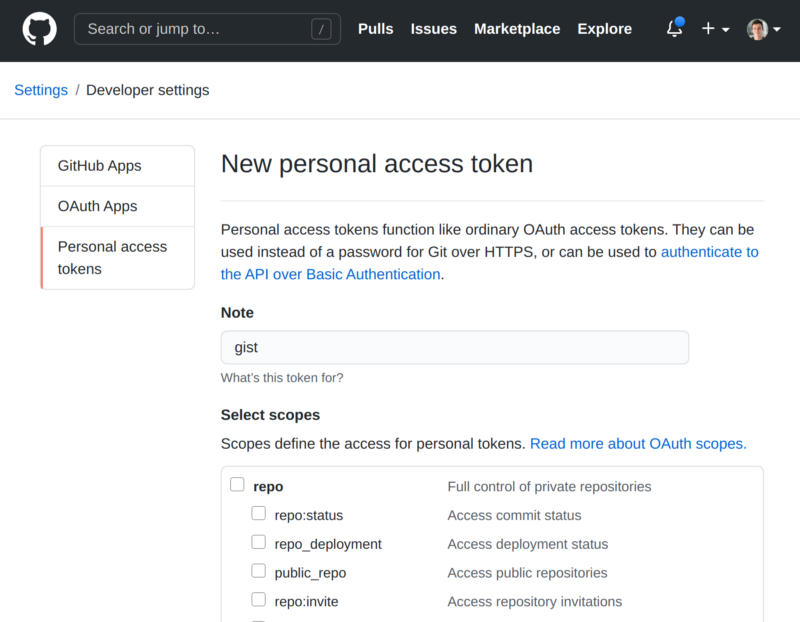 Search or jump to…
/
Pulls
Issues
Marketplace
Explore
Settings / Developer settings
GitHub Apps
OAuth Apps
Personal access
tokens
New personal access token
Personal access tokens function like ordinary OAuth access tokens. They can be
used instead of a password for Git over HTTPS, or can be used to authenticate to
the API over Basic Authentication.
Note
gist
What's this token for?
Select scopes
Scopes define the access for personal tokens. Read more about OAuth scopes.
repo Full control of private repositories
repo:status Access commit status
repo_deployment Access deployment status
public_repo Access public repositories
repo:invite Access repository invitations